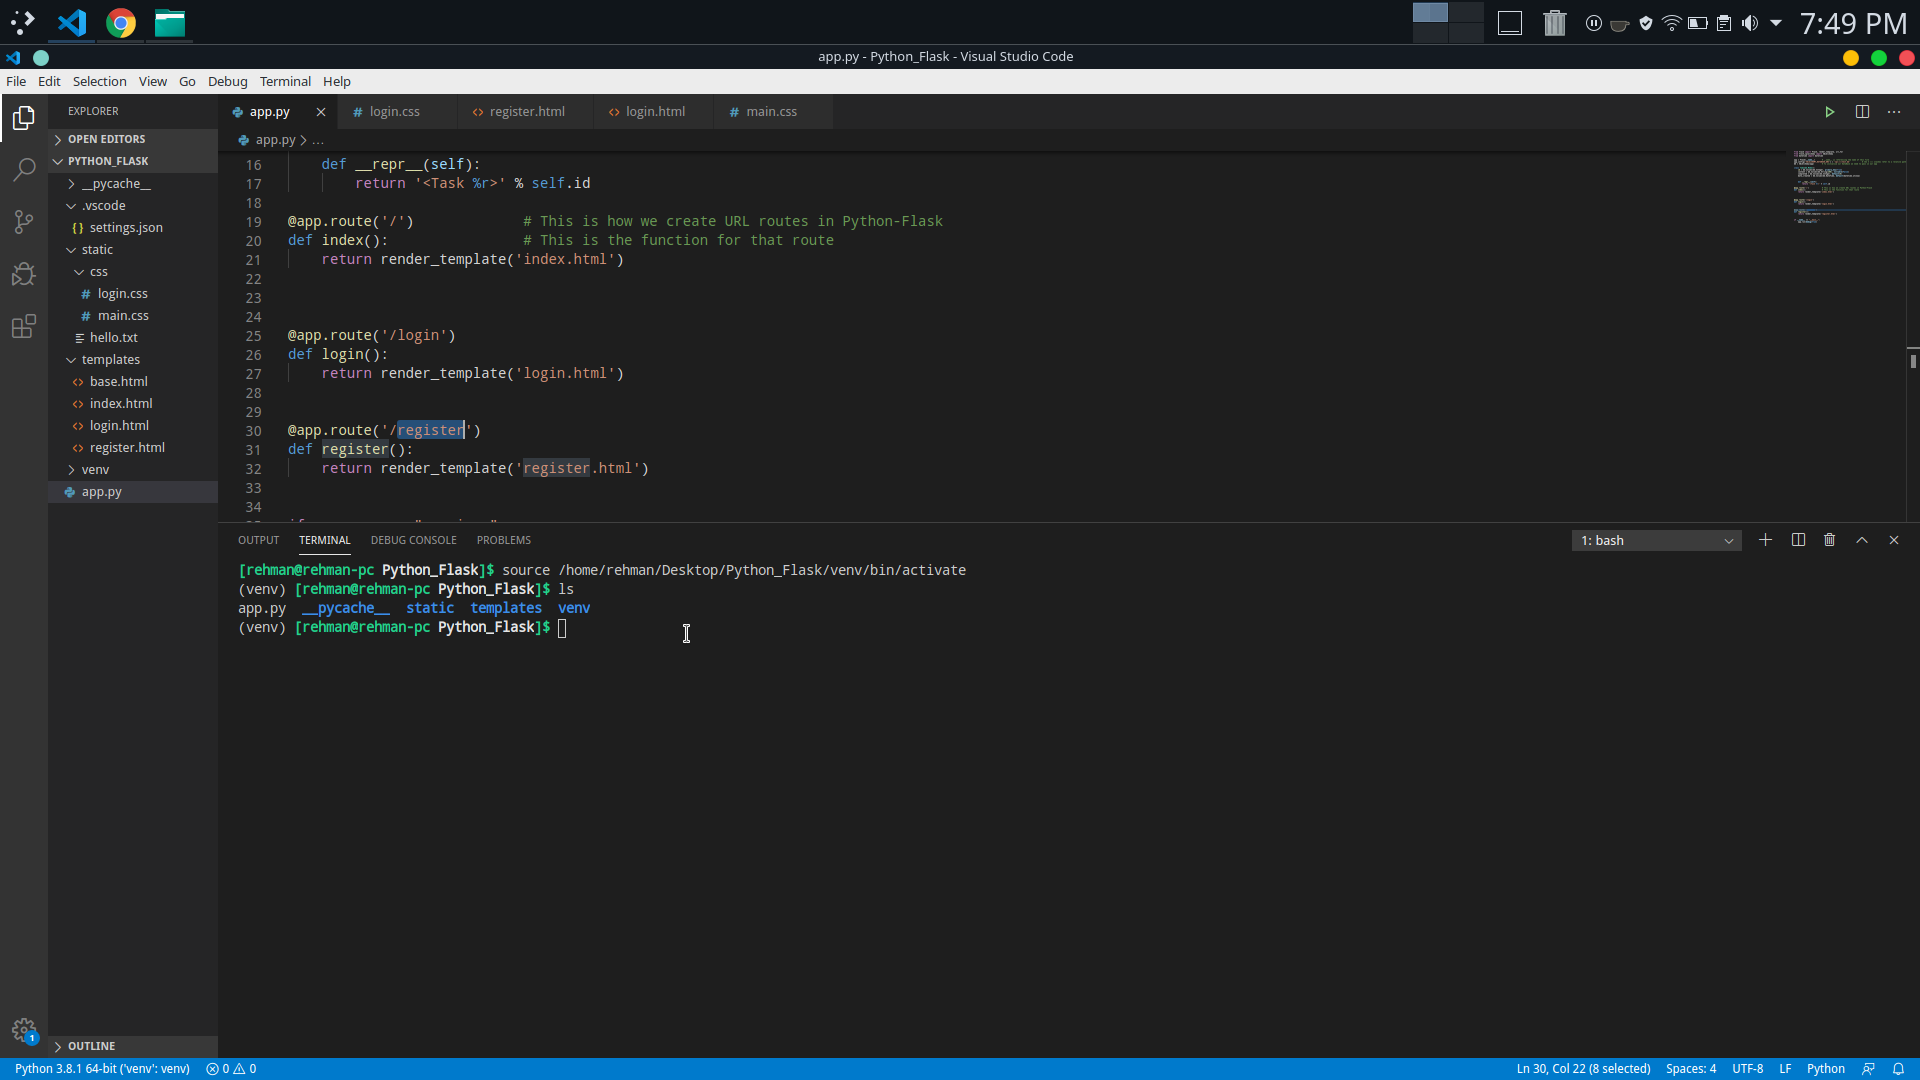 7:49 PM
app.py - Python_Flask - Visual Studio Code
File Edit Selection View Go Debug Terminal Help
EXPLORER
OPEN EDITORS
PYTHON_FLASK
__pycache__
.vscode
{} settings.json
static
css
# login.css
# main.css
hello.txt
templates
<> base.html
<> index.html
<> login.html
<> register.html
venv
app.py
OUTLINE
1
app.py # login.css <> register.html <> login.html # main.css
app.py > ...
16 def __repr__(self):
17 return '<Task %r>' % self.id
18
19 @app.route('/') # This is how we create URL routes in Python-Flask
20 def index(): # This is the function for that route
21 return render_template('index.html')
22
23
24
25 @app.route('/login')
26 def login():
27 return render_template('login.html')
28
29
30 @app.route('/register')
31 def register():
32 return render_template('register.html')
33
34
OUTPUT TERMINAL DEBUG CONSOLE PROBLEMS
1: bash
[rehman@rehman-pc Python_Flask]$ source /home/rehman/Desktop/Python_Flask/venv/bin/activate
(venv) [rehman@rehman-pc Python_Flask]$ ls
app.py __pycache__ static templates venv
(venv) [rehman@rehman-pc Python_Flask]$
Python 3.8.1 64-bit ('venv': venv) 0 0 Ln 30, Col 22 (8 selected) Spaces: 4 UTF-8 LF Python